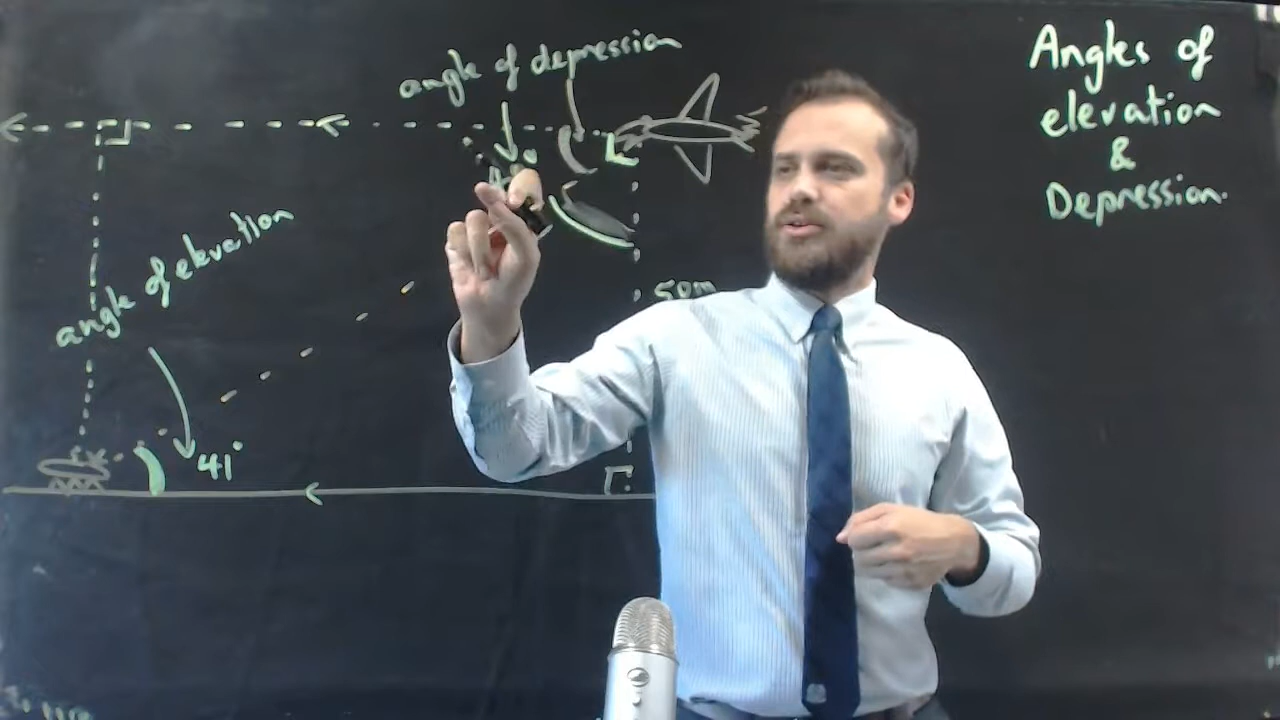 angle of depression
Angles of
elevation
&
Depression.
angle of elevation
50m
41°